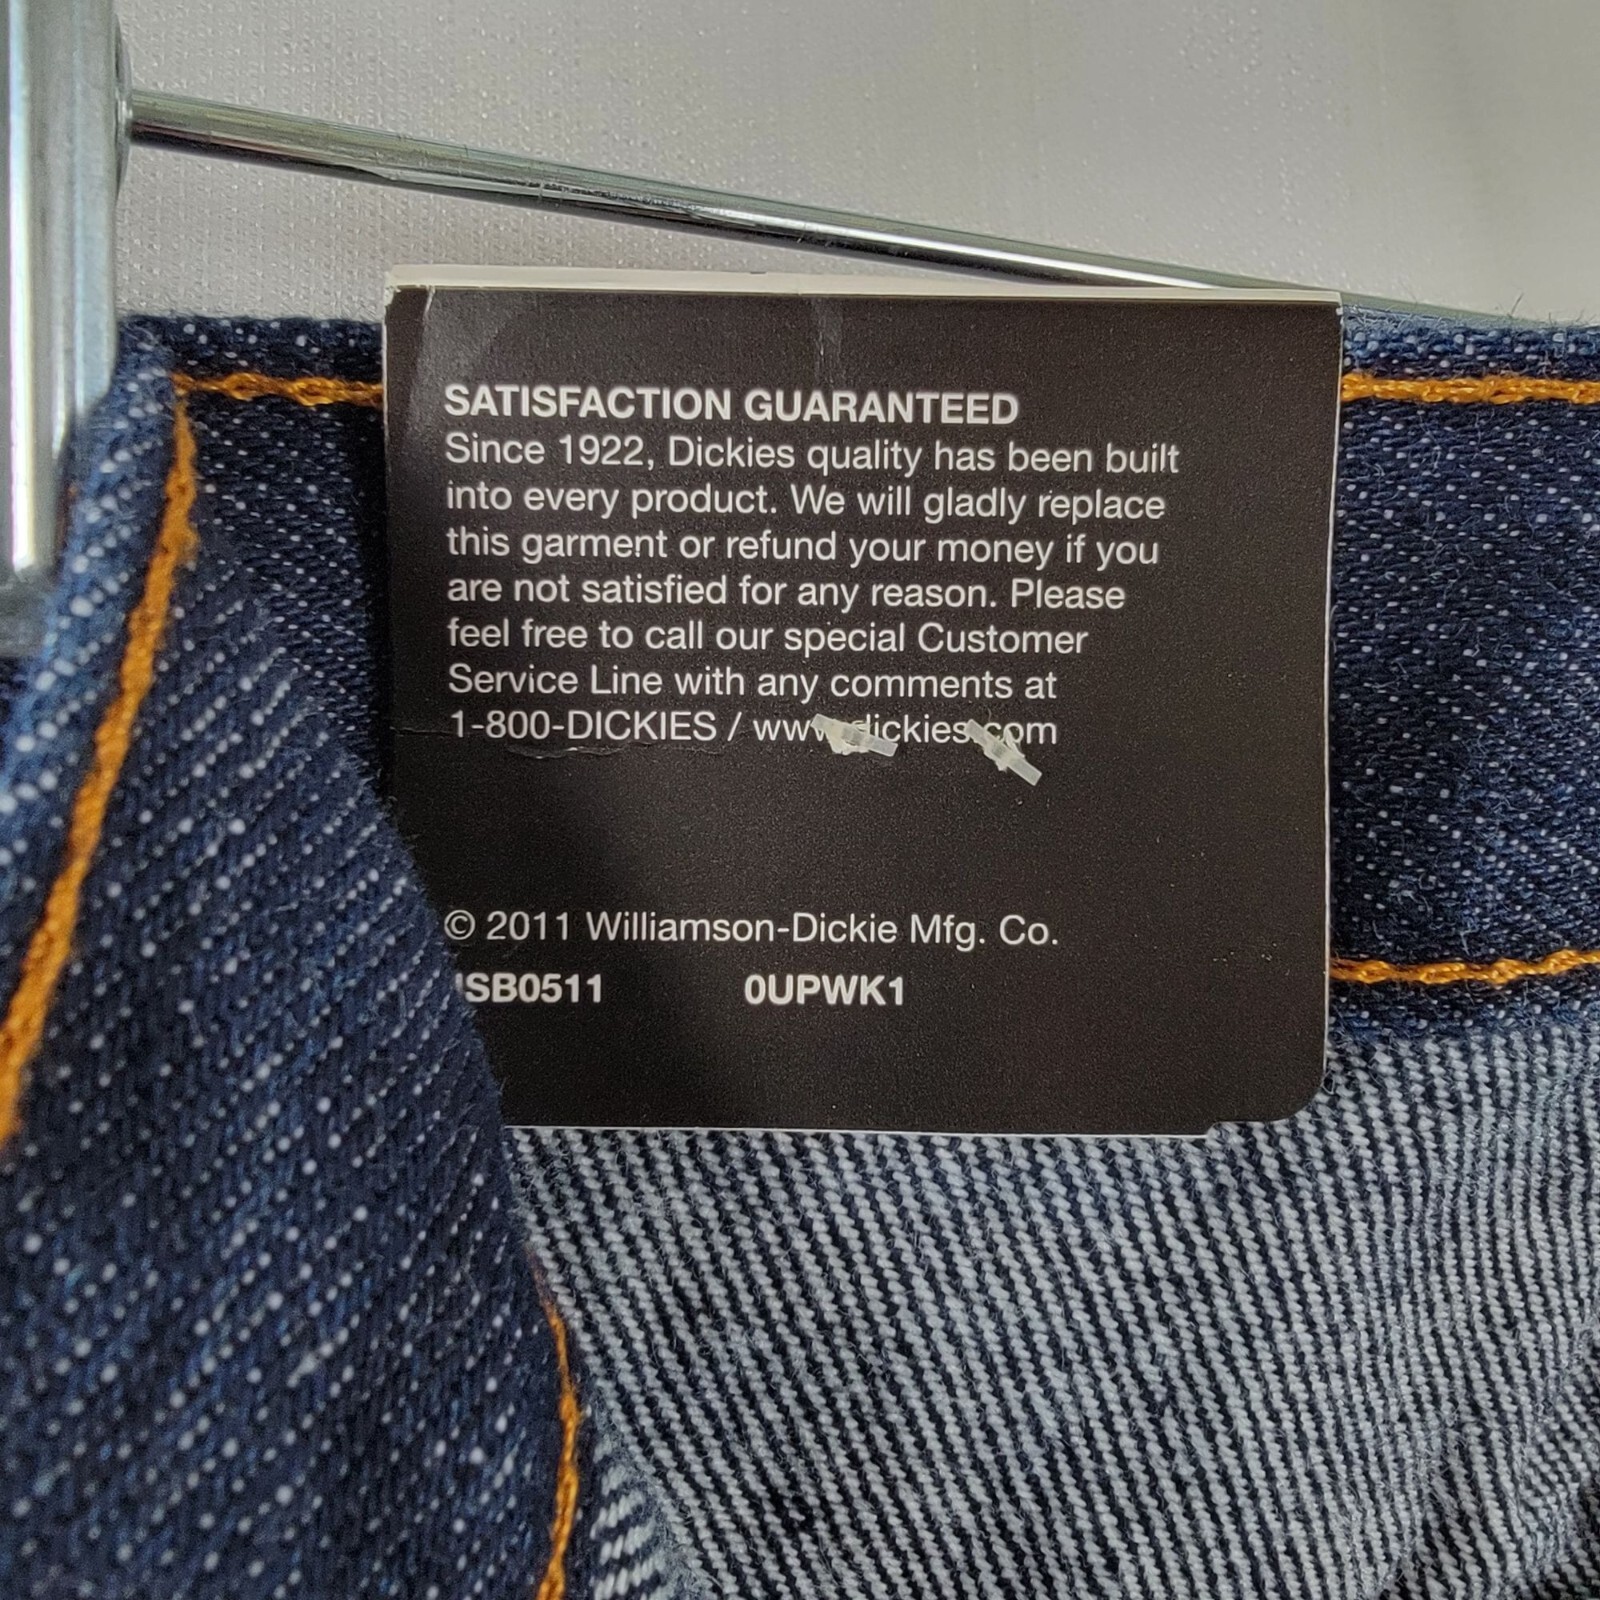 SATISFACTION GUARANTEED
Since 1922, Dickies quality has been built
into every product. We will gladly replace
this garment or refund your money if you
are not satisfied for any reason. Please
feel free to call our special Customer
Service Line with any comments at
1-800-DICKIES / www.dickies.com
© 2011 Williamson-Dickie Mfg. Co.
0UPWK1